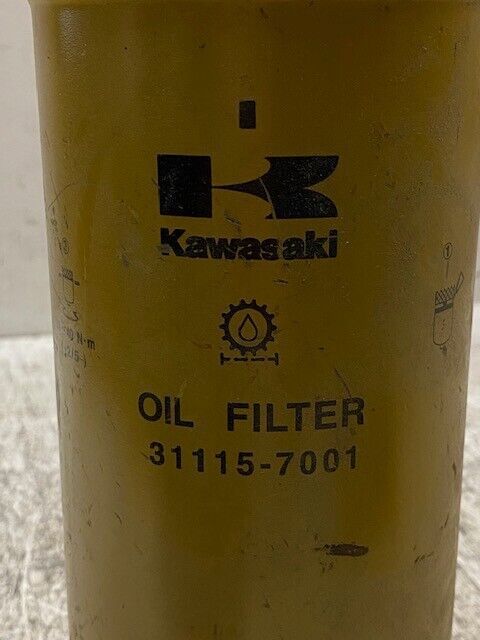 Kawasaki
OIL FILTER
31115-7001
N·m